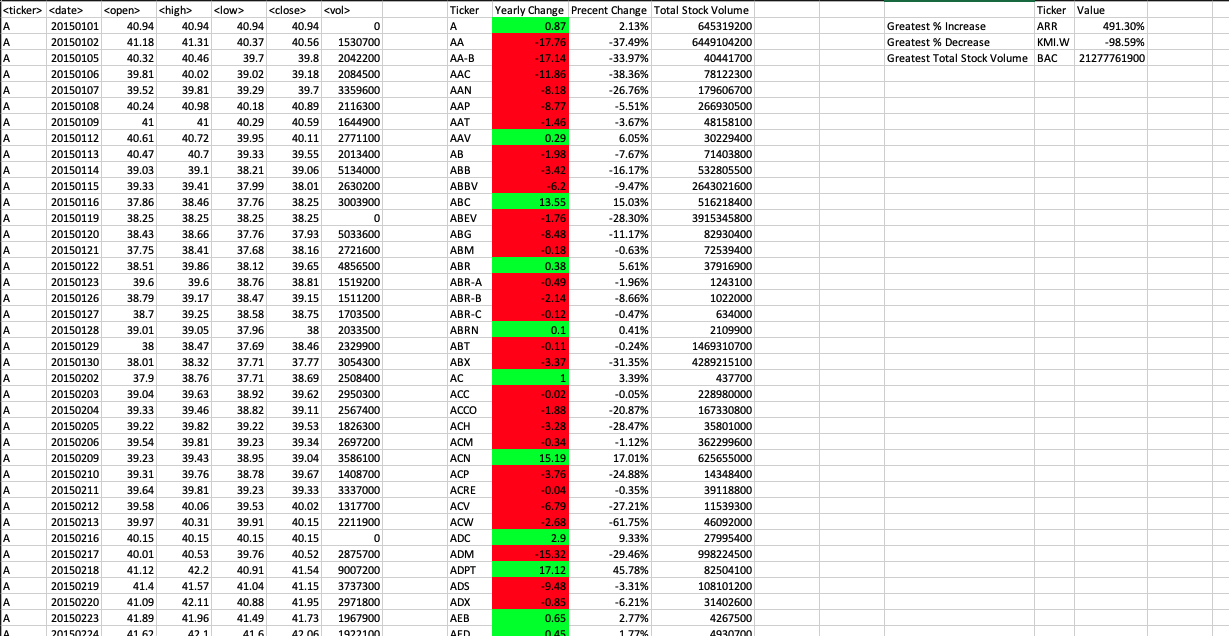 <ticker> <date> <open> <high> <low> <close> <vol> Ticker Yearly Change Precent Change Total Stock Volume Ticker Value
A 20150101 40.94 40.94 40.94 40.94 0 A 0.87 2.13% 645319200 Greatest % Increase ARR 491.30%
A 20150102 41.18 41.31 40.37 40.56 1530700 AA -17.76 -37.49% 6449104200 Greatest % Decrease KMI.W -98.59%
A 20150105 40.32 40.46 39.7 39.8 2042200 AA-B -17.14 -33.97% 40441700 Greatest Total Stock Volume BAC 21277761900
A 20150106 39.81 40.02 39.02 39.18 2084500 AAC -11.86 -38.36% 78122300
A 20150107 39.52 39.81 39.29 39.7 3359600 AAN -8.18 -26.76% 179606700
A 20150108 40.24 40.98 40.18 40.89 2116300 AAP -8.77 -5.51% 266930500
A 20150109 41 41 40.29 40.59 1644900 AAT -1.46 -3.67% 48158100
A 20150112 40.61 40.72 39.95 40.11 2771100 AAV 0.29 6.05% 30229400
A 20150113 40.47 40.7 39.33 39.55 2013400 AB -1.98 -7.67% 71403800
A 20150114 39.03 39.1 38.21 39.06 5134000 ABB -3.42 -16.17% 532805500
A 20150115 39.33 39.41 37.99 38.01 2630200 ABBV -6.2 -9.47% 2643021600
A 20150116 37.86 38.46 37.76 38.25 3003900 ABC 13.55 15.03% 516218400
A 20150119 38.25 38.25 38.25 38.25 0 ABEV -1.76 -28.30% 3915345800
A 20150120 38.43 38.66 37.76 37.93 5033600 ABG -8.48 -11.17% 82930400
A 20150121 37.75 38.41 37.68 38.16 2721600 ABM -0.18 -0.63% 72539400
A 20150122 38.51 39.86 38.12 39.65 4856500 ABR 0.38 5.61% 37916900
A 20150123 39.6 39.6 38.76 38.81 1519200 ABR-A -0.49 -1.96% 1243100
A 20150126 38.79 39.17 38.47 39.15 1511200 ABR-B -2.14 -8.66% 1022000
A 20150127 38.7 39.25 38.58 38.75 1703500 ABR-C -0.12 -0.47% 634000
A 20150128 39.01 39.05 37.96 38 2033500 ABRN 0.1 0.41% 2109900
A 20150129 38 38.47 37.69 38.46 2329900 ABT -0.11 -0.24% 1469310700
A 20150130 38.01 38.32 37.71 37.77 3054300 ABX -3.37 -31.35% 4289215100
A 20150202 37.9 38.76 37.71 38.69 2508400 AC 1 3.39% 437700
A 20150203 39.04 39.63 38.92 39.62 2950300 ACC -0.02 -0.05% 228980000
A 20150204 39.33 39.46 38.82 39.11 2567400 ACCO -1.88 -20.87% 167330800
A 20150205 39.22 39.82 39.22 39.53 1826300 ACH -3.28 -28.47% 35801000
A 20150206 39.54 39.81 39.23 39.34 2697200 ACM -0.34 -1.12% 362299600
A 20150209 39.23 39.43 38.95 39.04 3586100 ACN 15.19 17.01% 625655000
A 20150210 39.31 39.76 38.78 39.67 1408700 ACP -3.76 -24.88% 14348400
A 20150211 39.64 39.81 39.23 39.33 3337000 ACRE -0.04 -0.35% 39118800
A 20150212 39.58 40.06 39.53 40.02 1317700 ACV -6.79 -27.21% 11539300
A 20150213 39.97 40.31 39.91 40.15 2211900 ACW -2.68 -61.75% 46092000
A 20150216 40.15 40.15 40.15 40.15 0 ADC 2.9 9.33% 27995400
A 20150217 40.01 40.53 39.76 40.52 2875700 ADM -15.32 -29.46% 998224500
A 20150218 41.12 42.2 40.91 41.54 9007200 ADPT 17.12 45.78% 82504100
A 20150219 41.4 41.57 41.04 41.15 3737300 ADS -9.48 -3.31% 108101200
A 20150220 41.09 42.11 40.88 41.95 2971800 ADX -0.85 -6.21% 31402600
A 20150223 41.89 41.96 41.49 41.73 1967900 AEB 0.65 2.77% 4267500
A 20150224 41.62 42.1 41.6 42.06 1922100 AED 0.45 1.77% 4930700